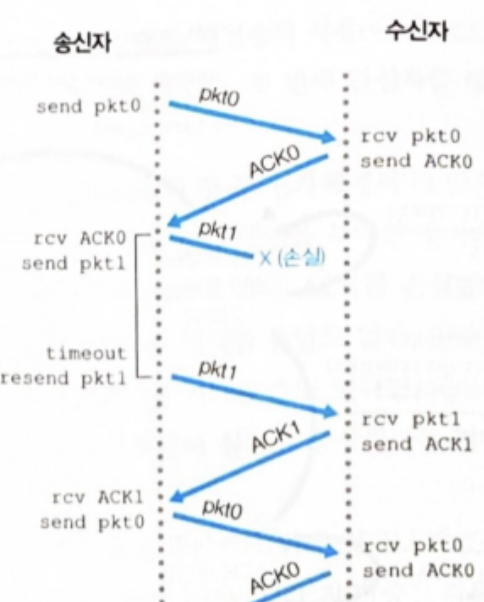 송신자
수신자
send pkt0
pkt0
rcv pkt0
send ACK0
ACK0
rcv ACK0
send pkt1
pkt1
X (손실)
timeout
resend pkt1
pkt1
rcv pkt1
send ACK1
ACK1
rcv ACK1
send pkt0
pkt0
rcv pkt0
send ACK0
ACK0